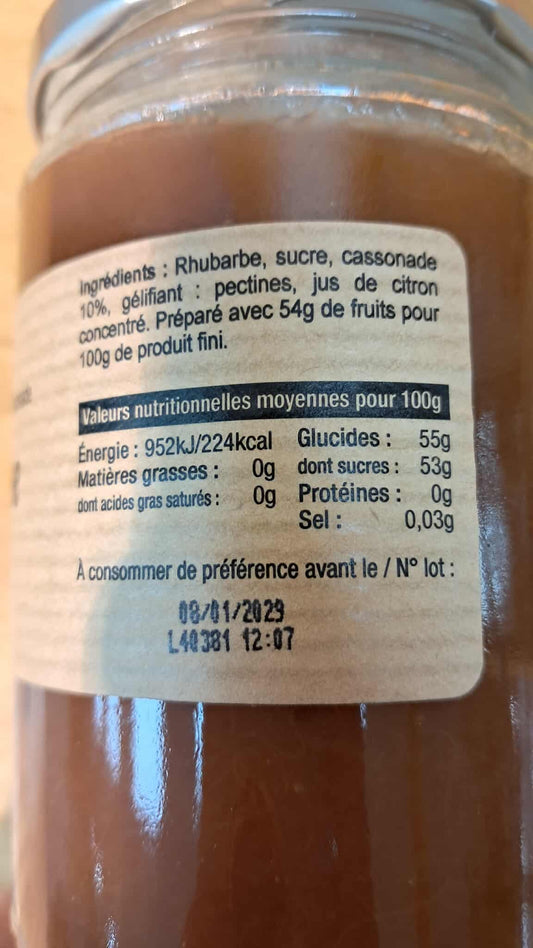 Ingrédients : Rhubarbe, sucre, cassonade
10%, gélifiant : pectines, jus de citron
concentré. Préparé avec 54g de fruits pour
100g de produit fini.
Valeurs nutritionnelles moyennes pour 100g
Énergie : 952kJ/224kcal Glucides : 55g
Matières grasses : 0g dont sucres : 53g
dont acides gras saturés : 0g Protéines : 0g
Sel : 0,03g
À consommer de préférence avant le / N° lot :
08/01/2029
L40381 12:07